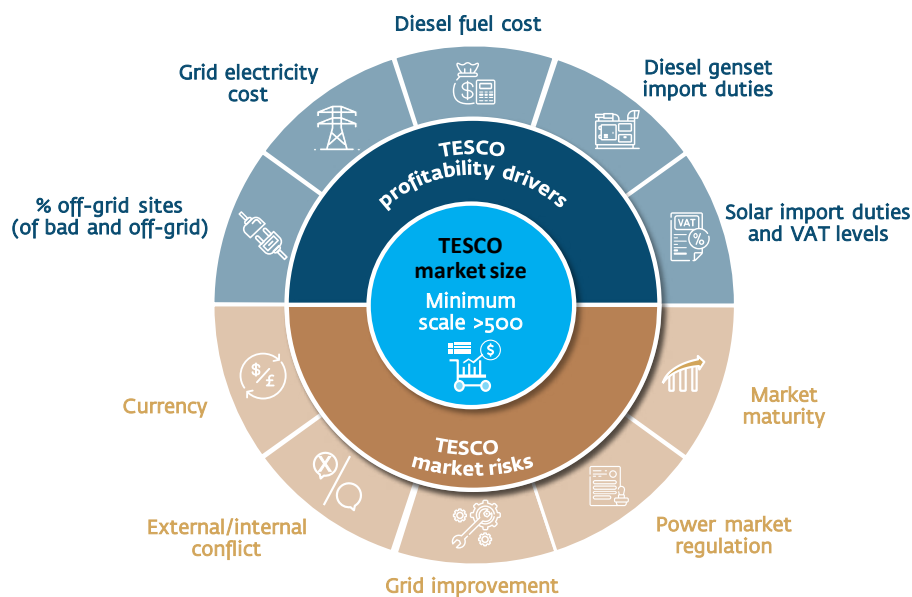 Diesel fuel cost
Grid electricity
cost
Diesel genset
import duties
% off-grid sites
(of bad and off-grid)
Solar import duties
and VAT levels
VAT
%
$
TESCO
profitability drivers
TESCO
market size
Minimum
scale >500
$
$/£
Currency
Market
maturity
TESCO
market risks
X
External/internal
conflict
Power market
regulation
Grid improvement